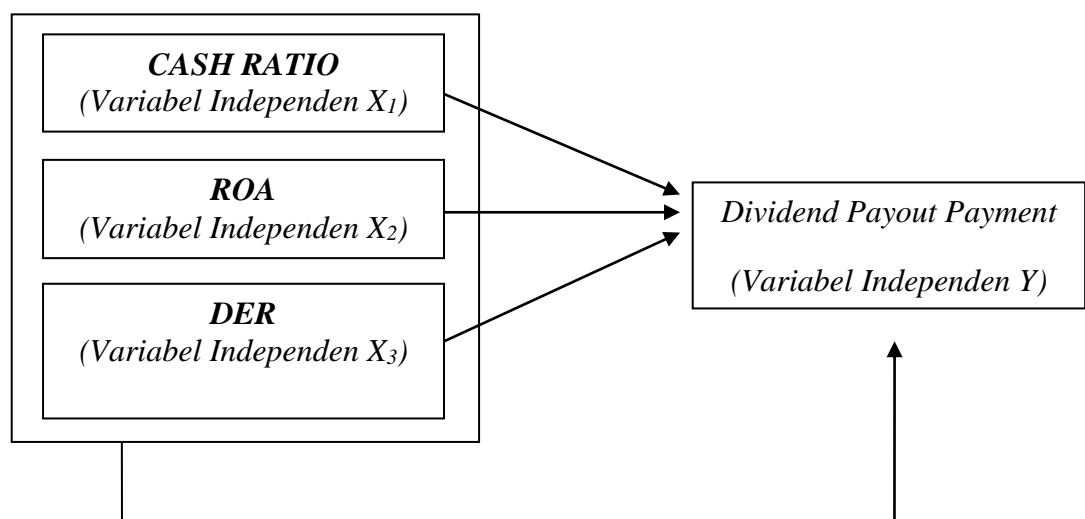 CASH RATIO
(Variabel Independen X₁)
ROA
(Variabel Independen X₂)
DER
(Variabel Independen X₃)
Dividend Payout Payment
(Variabel Independen Y)